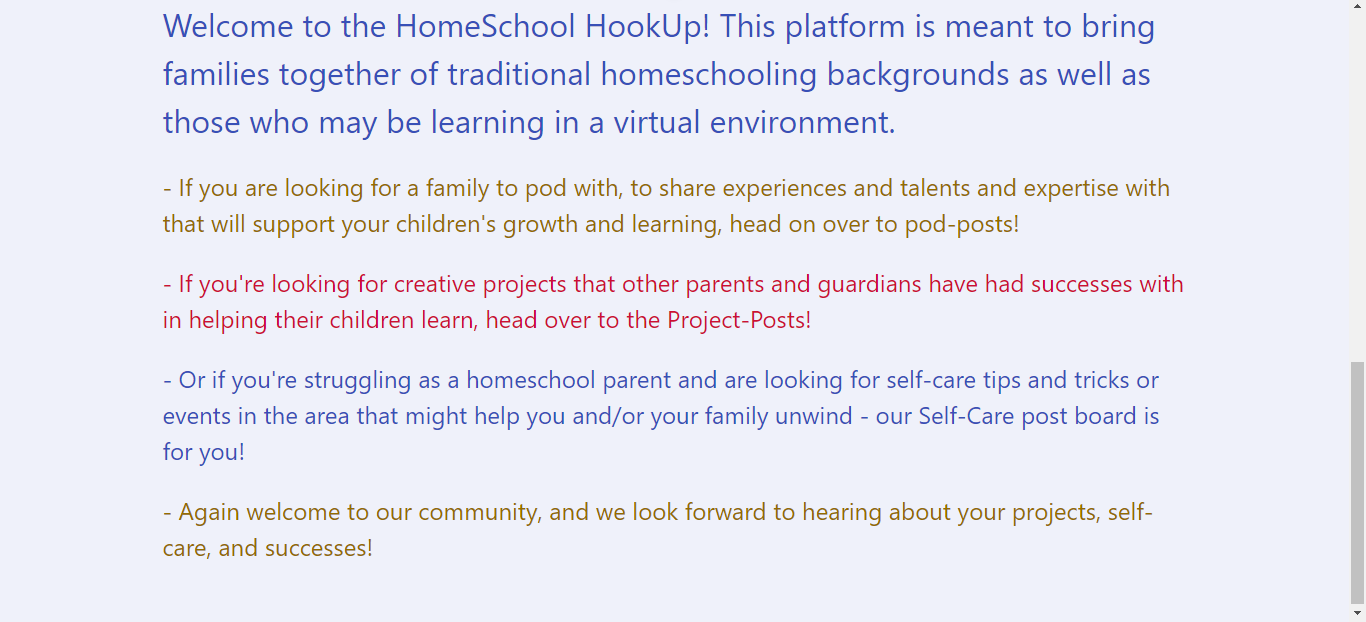 Welcome to the HomeSchool HookUp! This platform is meant to bring
families together of traditional homeschooling backgrounds as well as
those who may be learning in a virtual environment.
- If you are looking for a family to pod with, to share experiences and talents and expertise with
that will support your children's growth and learning, head on over to pod-posts!
- If you're looking for creative projects that other parents and guardians have had successes with
in helping their children learn, head over to the Project-Posts!
- Or if you're struggling as a homeschool parent and are looking for self-care tips and tricks or
events in the area that might help you and/or your family unwind - our Self-Care post board is
for you!
- Again welcome to our community, and we look forward to hearing about your projects, self-
care, and successes!